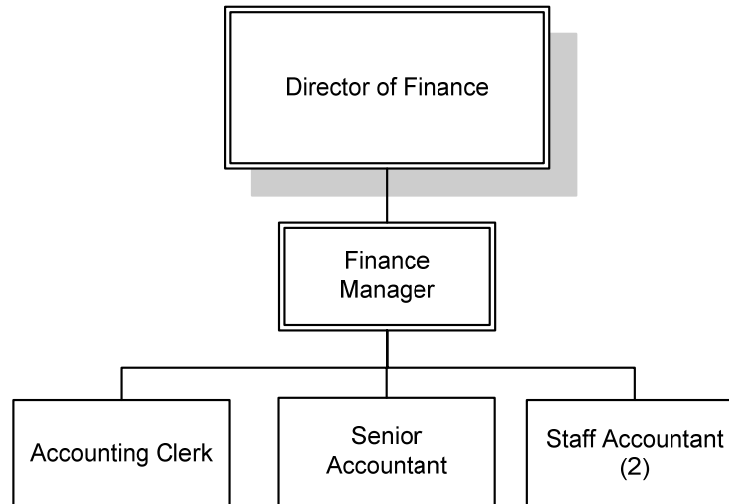 Director of Finance
Finance
Manager
Accounting Clerk
Senior
Accountant
Staff Accountant
(2)